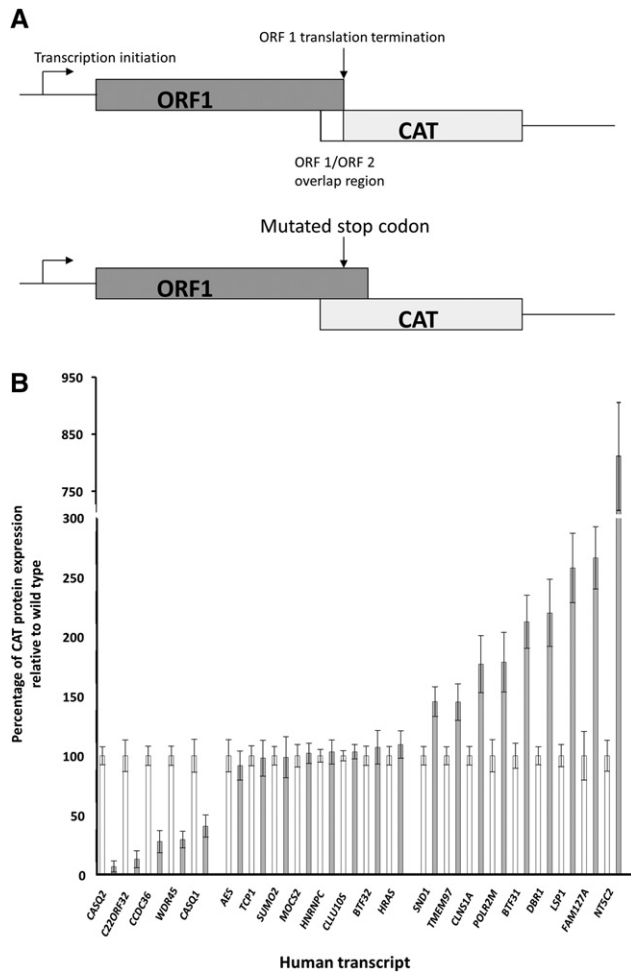 A
ORF 1 translation termination
Transcription initiation
ORF1
CAT
ORF 1/ORF 2
overlap region
Mutated stop codon
ORF1
CAT
B
Percentage of CAT protein expression
relative to wild type
950
850
750
300
250
200
150
100
50
0
CASQ2
C22ORF32
CCDC36
WDR45
CASQ1
AES
TCP1
SUMO2
MOCS2
HNRNPC
CLLU1OS
BTF32
HRAS
SND1
TMEM97
CLNS1A
POLR2M
BTF31
DBR1
LSP1
FAM127A
NT5C2
Human transcript